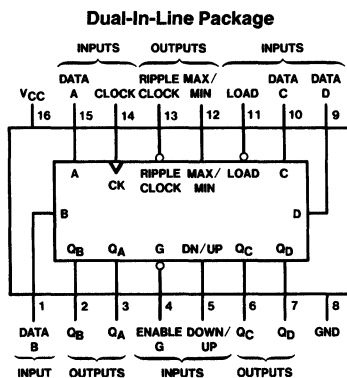 Dual-In-Line Package
INPUTS OUTPUTS INPUTS
DATA RIPPLE MAX/ DATA DATA
VCC A CLOCK CLOCK MIN LOAD C D
16 15 14 13 12 11 10 9
A CK RIPPLE MAX/ LOAD C
CLOCK MIN
B D
QB QA G DN/UP QC QD
1 2 3 4 5 6 7 8
DATA QB QA ENABLE DOWN/ QC QD GND
B G UP
INPUT OUTPUTS INPUTS OUTPUTS